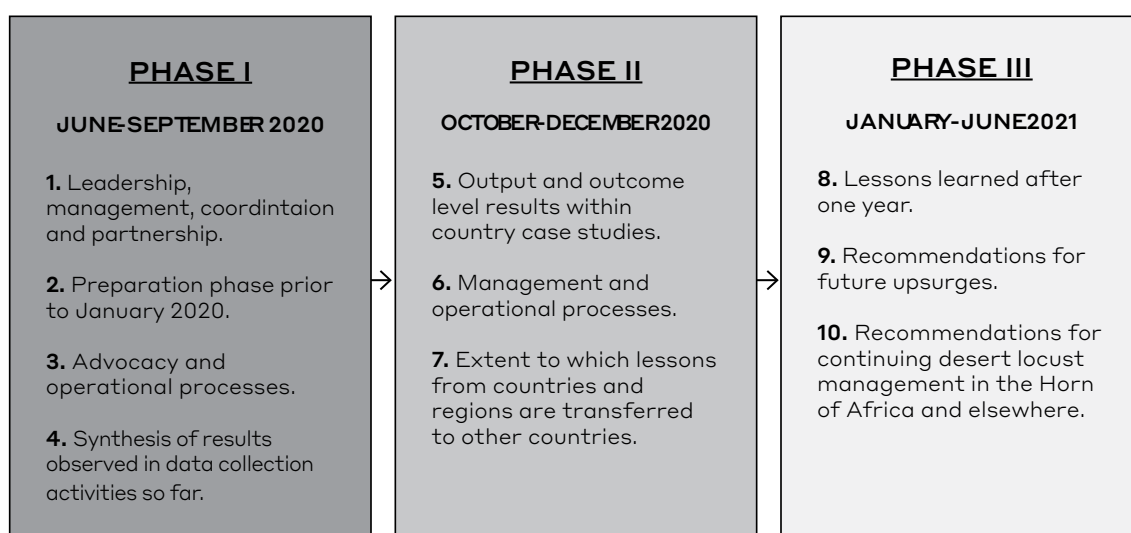 PHASE I
JUNE-SEPTEMBER 2020
1. Leadership,
management, coordintaion
and partnership.
2. Preparation phase prior
to January 2020.
3. Advocacy and
operational processes.
4. Synthesis of results
observed in data collection
activities so far.
PHASE II
OCTOBER-DECEMBER2020
5. Output and outcome
level results within
country case studies.
6. Management and
operational processes.
7. Extent to which lessons
from countries and
regions are transferred
to other countries.
PHASE III
JANUARY-JUNE2021
8. Lessons learned after
one year.
9. Recommendations for
future upsurges.
10. Recommendations for
continuing desert locust
management in the Horn
of Africa and elsewhere.